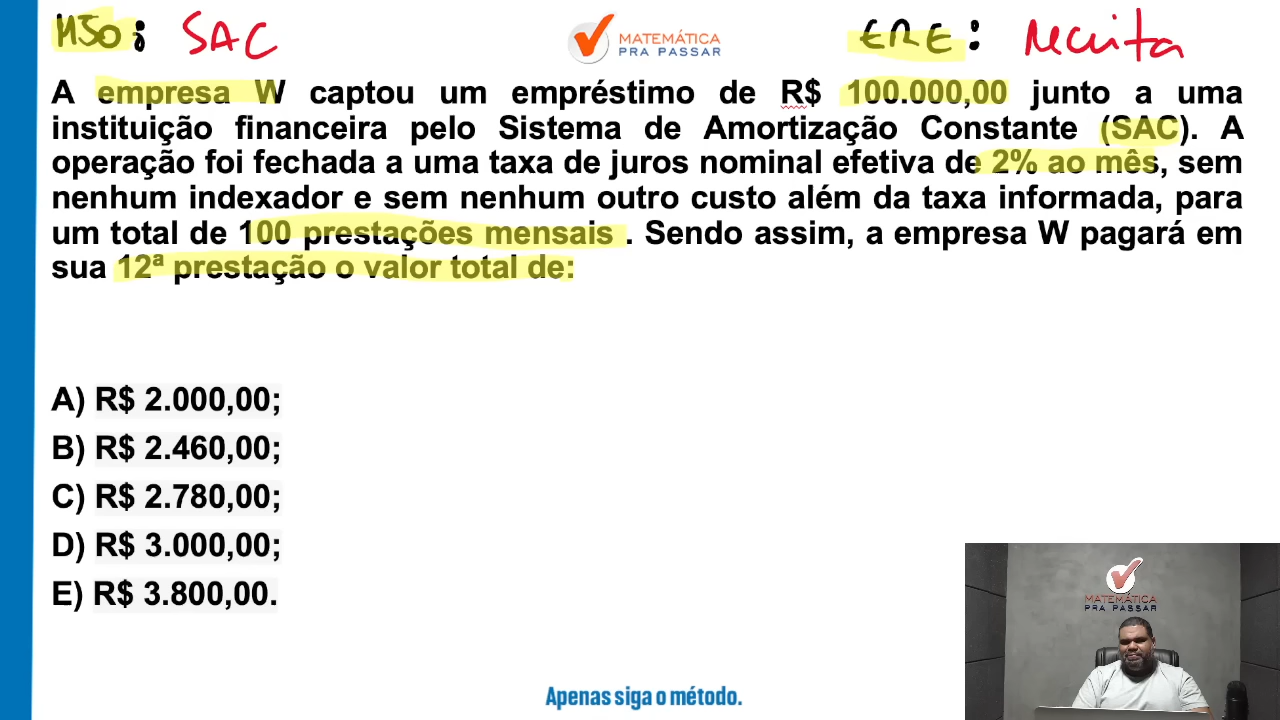 MJO: SAC
MATEMÁTICA
PRA PASSAR
ERE: receita
A empresa W captou um empréstimo de R$ 100.000,00 junto a uma
instituição financeira pelo Sistema de Amortização Constante (SAC). A
operação foi fechada a uma taxa de juros nominal efetiva de 2% ao mês, sem
nenhum indexador e sem nenhum outro custo além da taxa informada, para
um total de 100 prestações mensais . Sendo assim, a empresa W pagará em
sua 12ª prestação o valor total de:
A) R$ 2.000,00;
B) R$ 2.460,00;
C) R$ 2.780,00;
D) R$ 3.000,00;
E) R$ 3.800,00.
MATEMÁTICA
PRA PASSAR
Apenas siga o método.